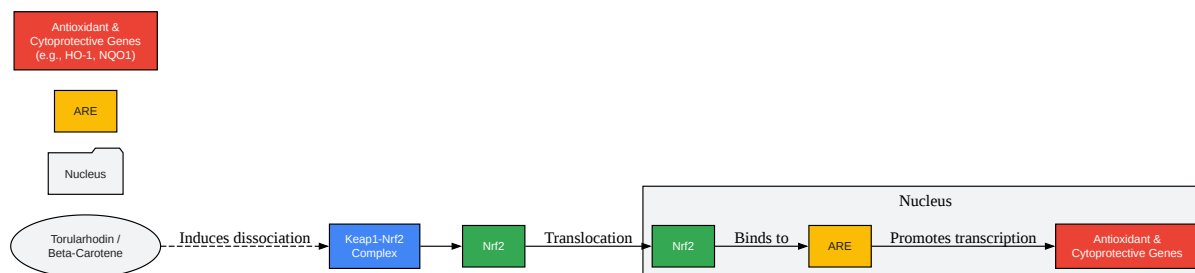 Antioxidant &
Cytoprotective Genes
(e.g., HO-1, NQO1)
ARE
Nucleus
Torularhodin /
Beta-Carotene
Induces dissociation
Keap1-Nrf2
Complex
Nrf2
Translocation
Nucleus
Nrf2
Binds to
ARE
Promotes transcription
Antioxidant &
Cytoprotective Genes